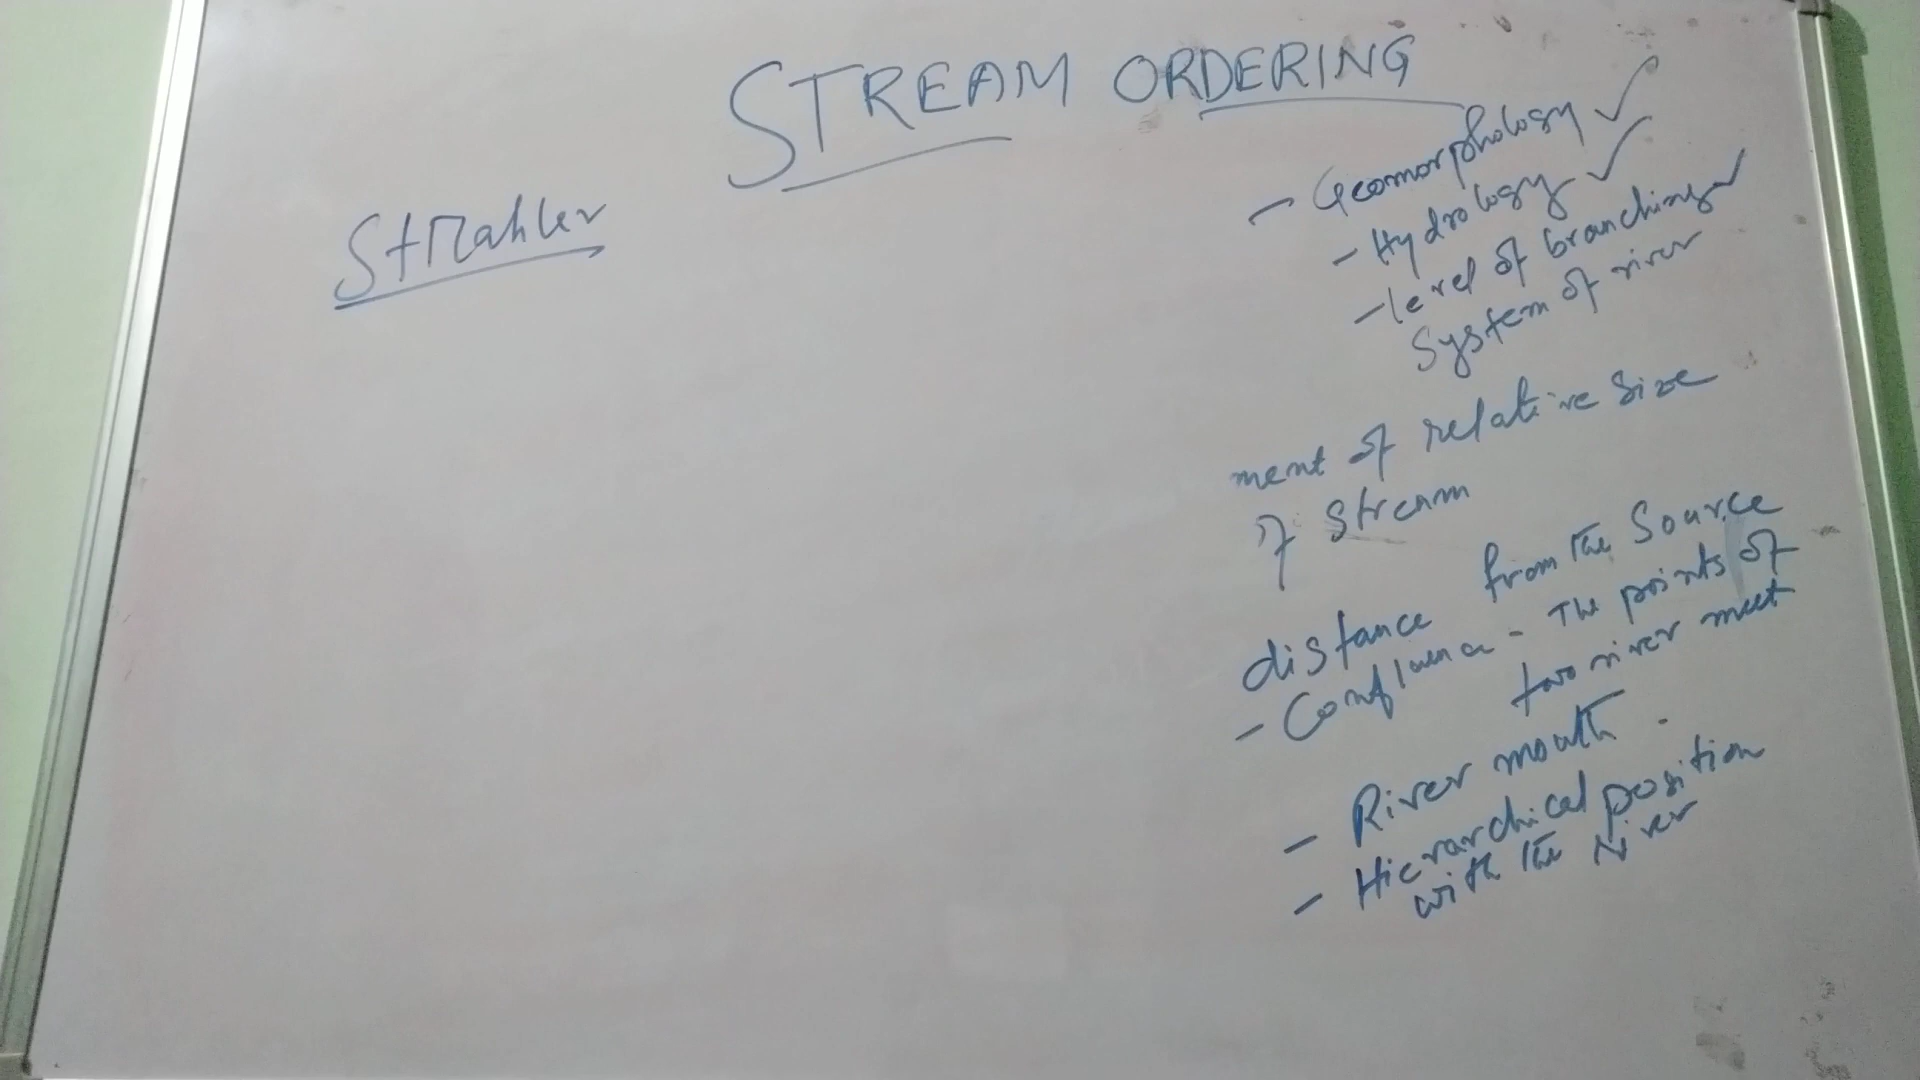 STREAM ORDERING
Strahler
- Geomorphology ✓
- Hydrology ✓
- level of branching ✓
System of river
ment of relative size
of Stream
distance from the Source
- Confluence - The points of
two river meet
- River mouth
- Hierarchical position
with the river